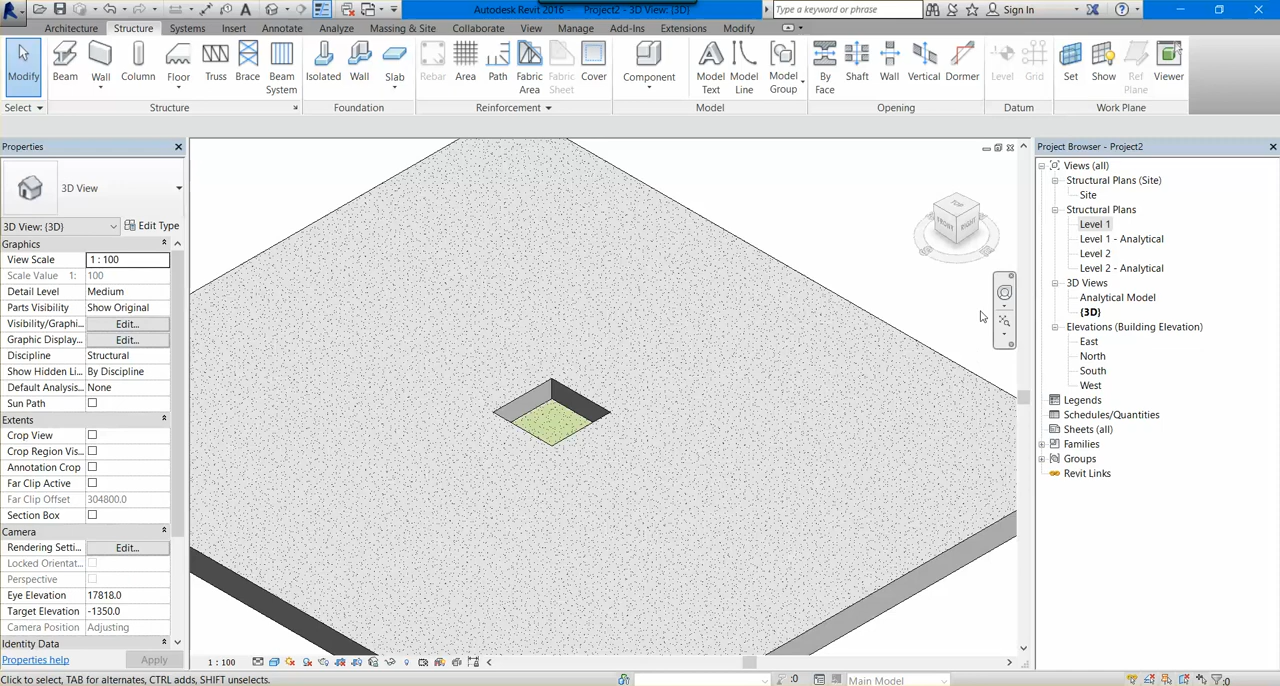 Autodesk Revit 2016 - Project2 - 3D View: {3D}
Type a keyword or phrase
Sign In
Architecture Structure Systems Insert Annotate Analyze Massing & Site Collaborate View Manage Add-Ins Extensions Modify
Modify Beam Wall Column Floor Truss Brace Beam System Isolated Wall Slab Rebar Area Path Fabric Area Fabric Sheet Cover Component Model Text Model Line Model Group By Face Shaft Wall Vertical Dormer Level Grid Set Show Ref Plane Viewer
Select Structure Foundation Reinforcement Model Opening Datum Work Plane
Properties
3D View
3D View: {3D} Edit Type
Graphics
View Scale 1 : 100
Scale Value 1: 100
Detail Level Medium
Parts Visibility Show Original
Visibility/Graphi... Edit...
Graphic Display... Edit...
Discipline Structural
Show Hidden Li... By Discipline
Default Analysis... None
Sun Path
Extents
Crop View
Crop Region Vis...
Annotation Crop
Far Clip Active
Far Clip Offset 304800.0
Section Box
Camera
Rendering Setti... Edit...
Locked Orientat...
Perspective
Eye Elevation 17818.0
Target Elevation -1350.0
Camera Position Adjusting
Identity Data
Properties help Apply
TOP
FRONT RIGHT
1 : 100
Project Browser - Project2
Views (all)
Structural Plans (Site)
Site
Structural Plans
Level 1
Level 1 - Analytical
Level 2
Level 2 - Analytical
3D Views
Analytical Model
{3D}
Elevations (Building Elevation)
East
North
South
West
Legends
Schedules/Quantities
Sheets (all)
Families
Groups
Revit Links
Click to select, TAB for alternates, CTRL adds, SHIFT unselects.
:0
Main Model
:0